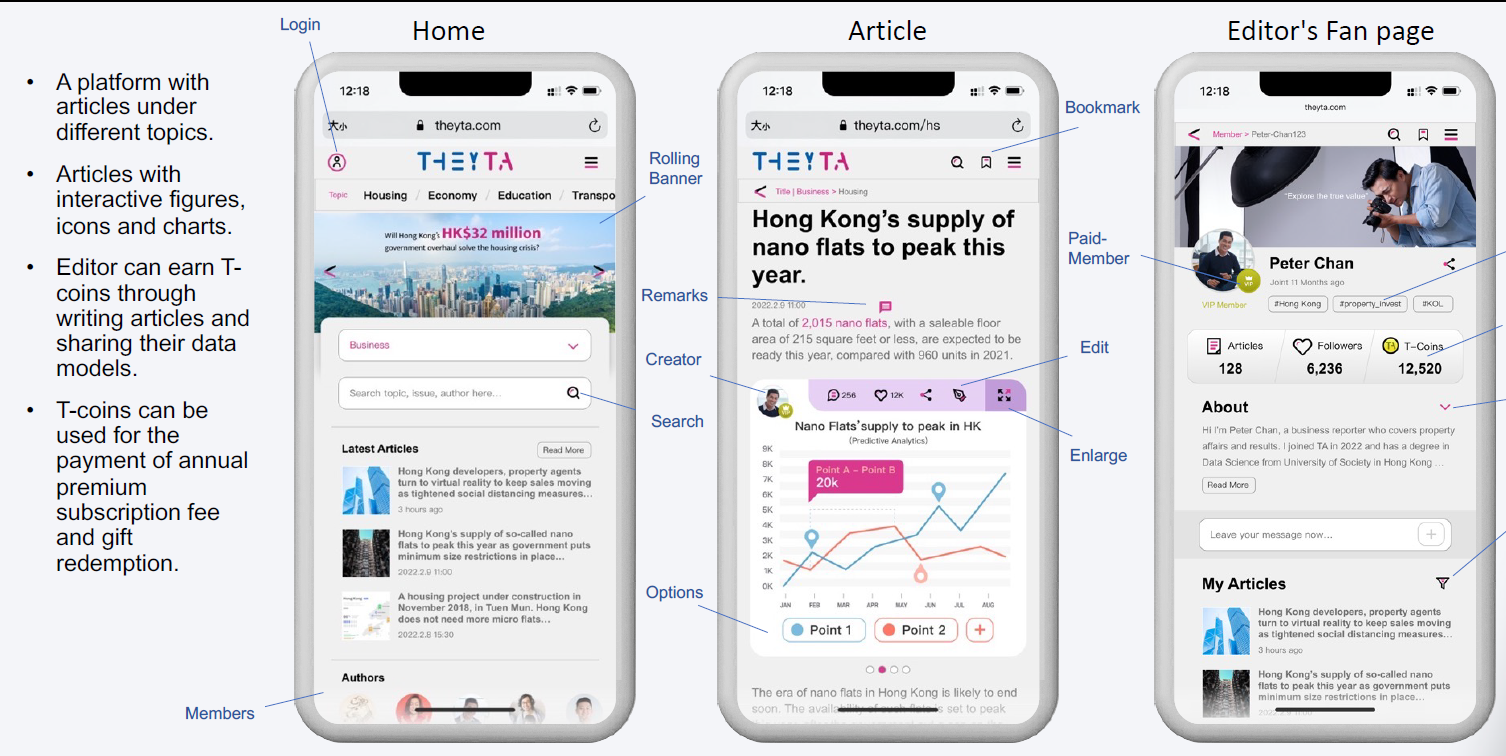 Login
Home
Article
Editor's Fan page
• A platform with
articles under
different topics.
• Articles with
interactive figures,
icons and charts.
• Editor can earn T-
coins through
writing articles and
sharing their data
models.
• T-coins can be
used for the
payment of annual
premium
subscription fee
and gift
redemption.
Members
12:18
大小 theyta.com
THEYTA
Topic Housing / Economy / Education / Transpo
Will Hong Kong's HK$32 million
government overhaul solve the housing crisis?
Business
Search topic, issue, author here...
Latest Articles Read More
Hong Kong developers, property agents
turn to virtual reality to keep sales moving
as tightened social distancing measures...
3 hours ago
Hong Kong's supply of so-called nano
flats to peak this year as government puts
minimum size restrictions in place...
2022.2.9 11:00
A housing project under construction in
November 2018, in Tuen Mun. Hong Kong
does not need more micro flats...
2022.2.8 15:30
Authors
Rolling
Banner
Remarks
Creator
Search
Options
12:18
大小 theyta.com/hs
THEYTA
< Title | Business > Housing
Hong Kong's supply of
nano flats to peak this
year.
2022.2.9 11:00
A total of 2,015 nano flats, with a saleable floor
area of 215 square feet or less, are expected to be
ready this year, compared with 960 units in 2021.
256 12K
Nano Flats'supply to peak in HK
(Predictive Analytics)
9K
8K
7K
6K
5K
4K
3K
2K
1K
0K
Point A – Point B
20k
JAN FEB MAR APR MAY JUN JUL AUG
Point 1 Point 2 +
The era of nano flats in Hong Kong is likely to end
soon. The availability of such flats is set to peak
Bookmark
Paid-
Member
Edit
Enlarge
12:18
theyta.com
< Member > Peter-Chan123
"Explore the true value"
VIP
VIP Member
Peter Chan
Joint 11 Months ago
#Hong Kong #property_invest #KOL
Articles Followers TA T-Coins
128 6,236 12,520
About
Hi I'm Peter Chan, a business reporter who covers property
affairs and results. I joined TA in 2022 and has a degree in
Data Science from University of Society in Hong Kong ...
Read More
Leave your message now... +
My Articles
Hong Kong developers, property agents
turn to virtual reality to keep sales moving
as tightened social distancing measures...
3 hours ago
Hong Kong's supply of so-called nano
flats to peak this year as government puts
minimum size restrictions in place...
2022.2.9 11:00